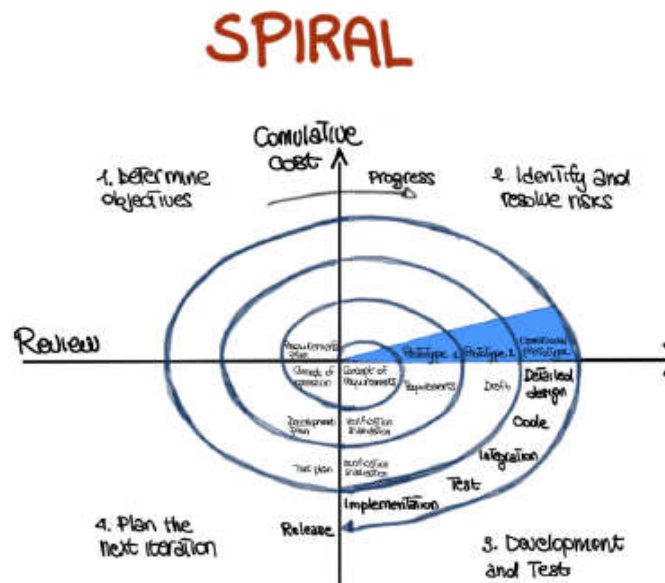 SPIRAL
Comulative
cost
Progress
1. Determine
objectives
2. Identify and
resolve risks
Review
Requirements
plan
Prototype 1
Prototype 2
Operational
prototype
Concept of
operation
Concept of
requirements
Requirements
Draft
Detailed
design
Development
plan
Verification
& Validation
Code
Integration
Test plan
Verification
& Validation
Test
Implementation
Release
4. Plan the
next iteration
3. Development
and Test